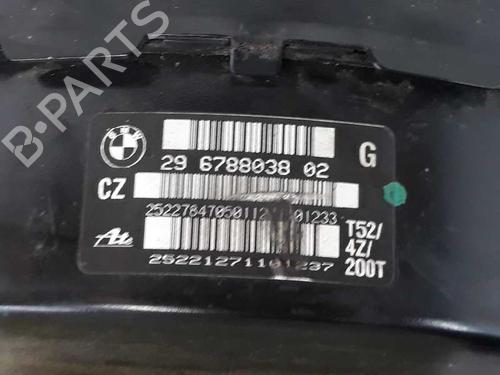 BMW
29 6788038 02
G
CZ
T52/
4Z/
200T
Ate
B-PARTS